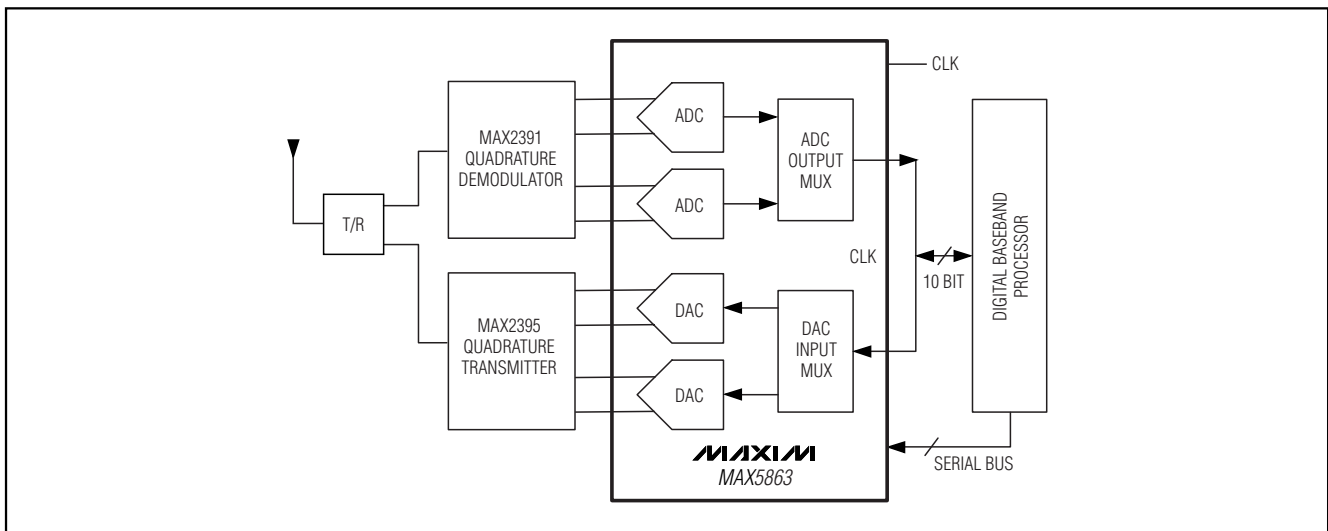 T/R
MAX2391
QUADRATURE
DEMODULATOR
MAX2395
QUADRATURE
TRANSMITTER
ADC
ADC
ADC
OUTPUT
MUX
DAC
DAC
DAC
INPUT
MUX
CLK
CLK
10 BIT
DIGITAL BASEBAND
PROCESSOR
SERIAL BUS
MAXIM
MAX5863